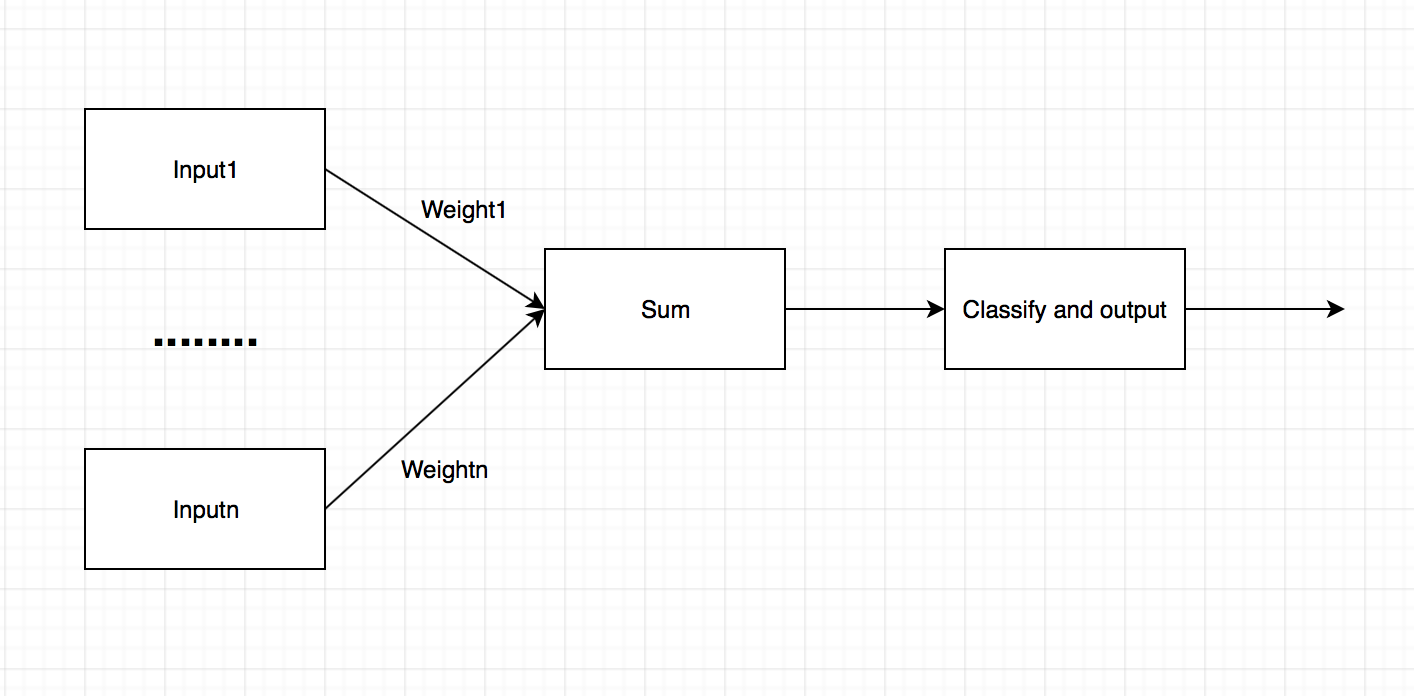 Input1
Weight1
Sum
Classify and output
........
Weightn
Inputn